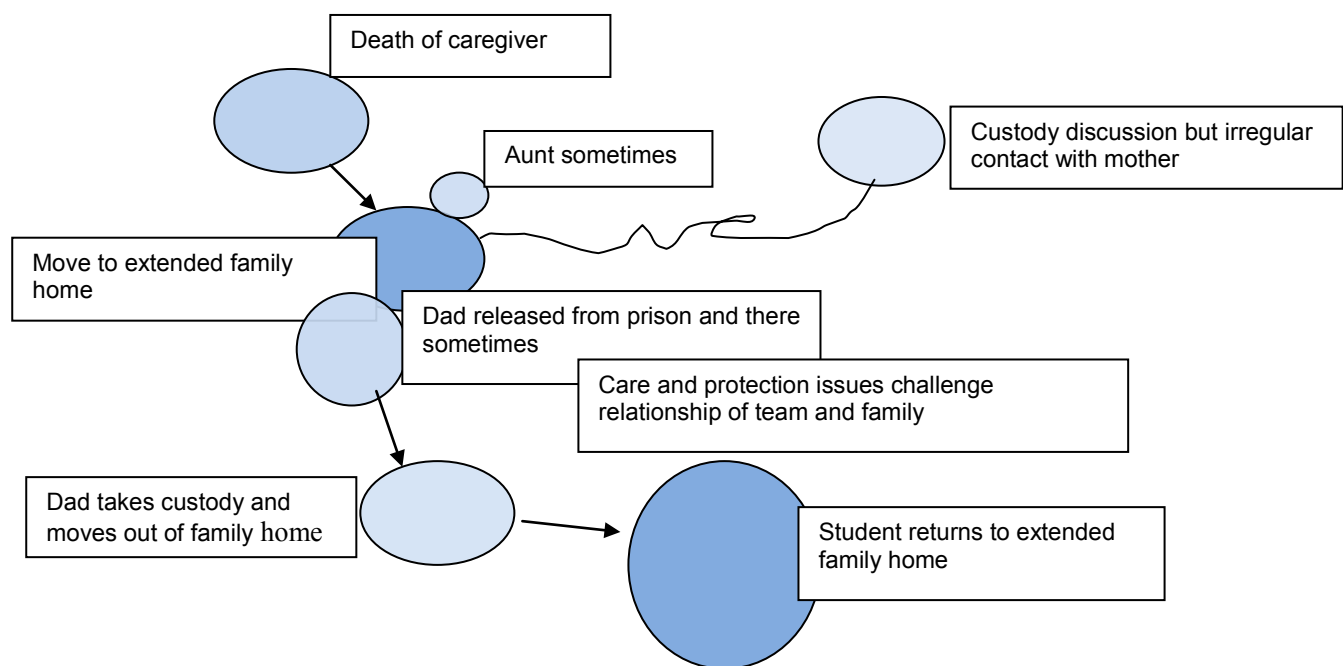 Death of caregiver
Custody discussion but irregular
contact with mother
Aunt sometimes
Move to extended family
home
Dad released from prison and there
sometimes
Care and protection issues challenge
relationship of team and family
Dad takes custody and
moves out of family home
Student returns to extended
family home